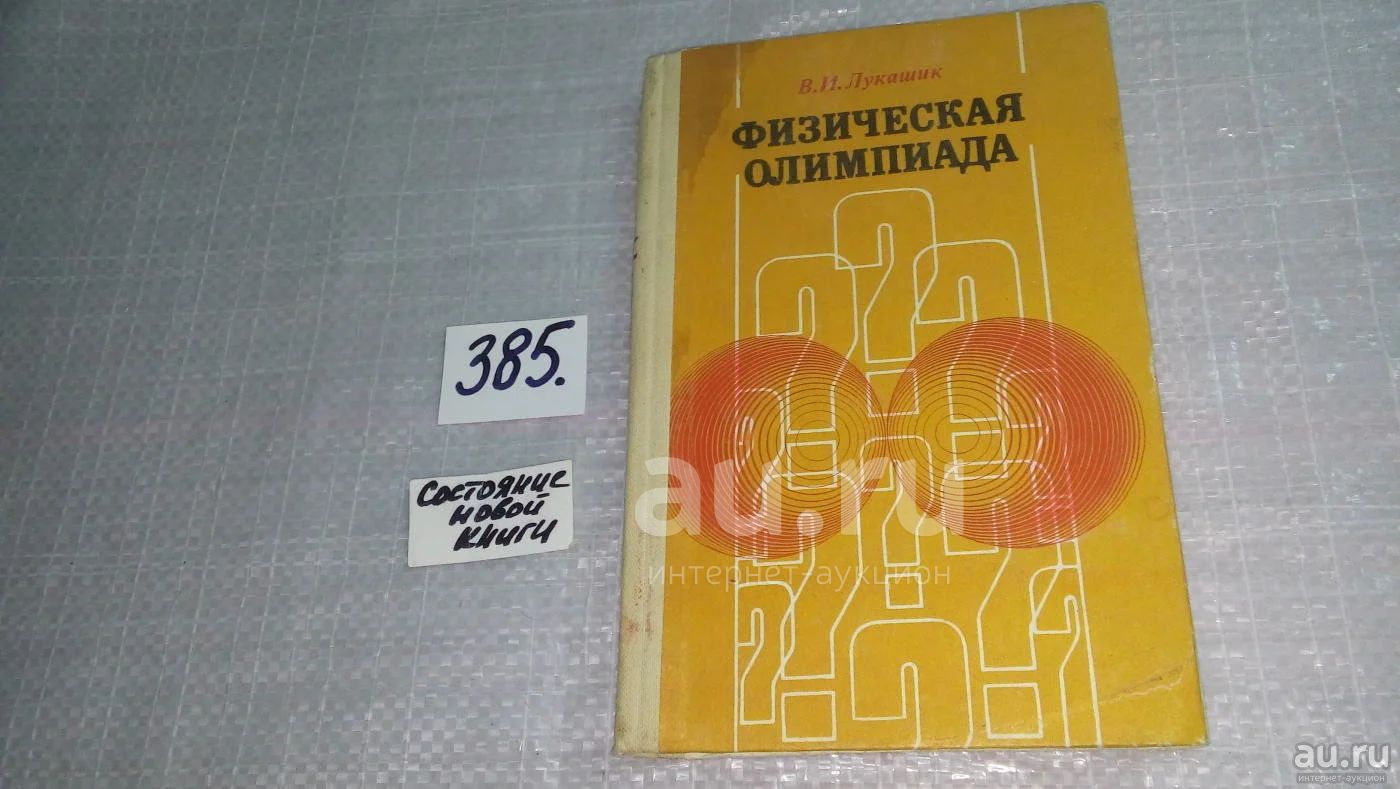 В.И.Лукашик
ФИЗИЧЕСКАЯ
ОЛИМПИАДА
385.
Состояние
новой
книги
au.ru
интернет-аукцион
au.ru
интернет-аукцион